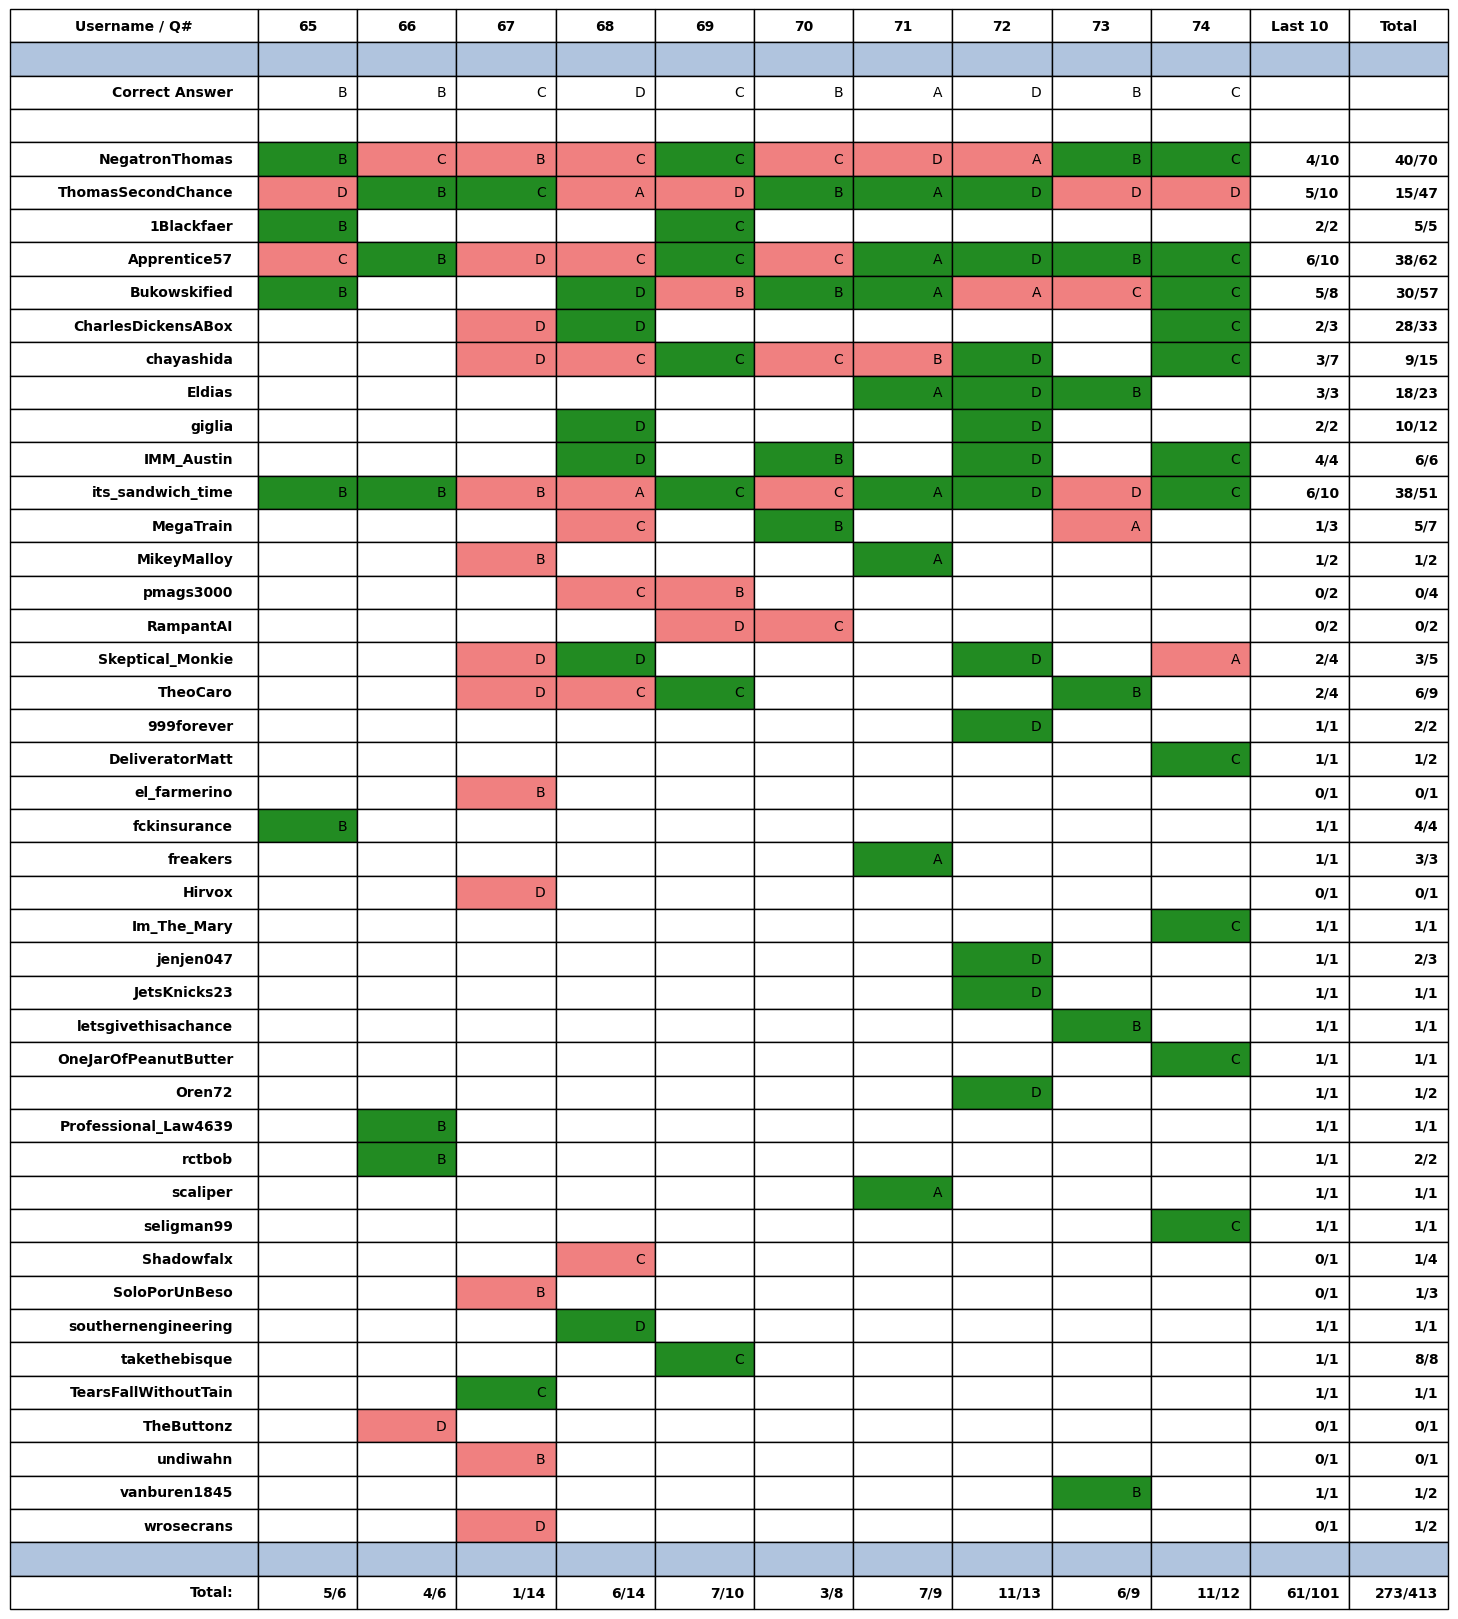 Username / Q# 65 66 67 68 69 70 71 72 73 74 Last 10 Total
Correct Answer B B C D C B A D B C
NegatronThomas B C B C C C D A B C 4/10 40/70
ThomasSecondChance D B C A D B A D D D 5/10 15/47
1Blackfaer B C 2/2 5/5
Apprentice57 C B D C C C A D B C 6/10 38/62
Bukowskified B D B B A A C C 5/8 30/57
CharlesDickensABox D D C 2/3 28/33
chayashida D C C C B D C 3/7 9/15
Eldias A D B 3/3 18/23
giglia D D 2/2 10/12
IMM_Austin D B D C 4/4 6/6
its_sandwich_time B B B A C C A D D C 6/10 38/51
MegaTrain C B A 1/3 5/7
MikeyMalloy B A 1/2 1/2
pmags3000 C B 0/2 0/4
RampantAI D C 0/2 0/2
Skeptical_Monkie D D D A 2/4 3/5
TheoCaro D C C B 2/4 6/9
999forever D 1/1 2/2
DeliveratorMatt C 1/1 1/2
el_farmerino B 0/1 0/1
fckinsurance B 1/1 4/4
freakers A 1/1 3/3
Hirvox D 0/1 0/1
Im_The_Mary C 1/1 1/1
jenjen047 D 1/1 2/3
JetsKnicks23 D 1/1 1/1
letsgivethisachance B 1/1 1/1
OneJarOfPeanutButter C 1/1 1/1
Oren72 D 1/1 1/2
Professional_Law4639 B 1/1 1/1
rctbob B 1/1 2/2
scaliper A 1/1 1/1
seligman99 C 1/1 1/1
Shadowfalx C 0/1 1/4
SoloPorUnBeso B 0/1 1/3
southernengineering D 1/1 1/1
takethebisque C 1/1 8/8
TearsFallWithoutTain C 1/1 1/1
TheButtonz D 0/1 0/1
undiwahn B 0/1 0/1
vanburen1845 B 1/1 1/2
wrosecrans D 0/1 1/2
Total: 5/6 4/6 1/14 6/14 7/10 3/8 7/9 11/13 6/9 11/12 61/101 273/413